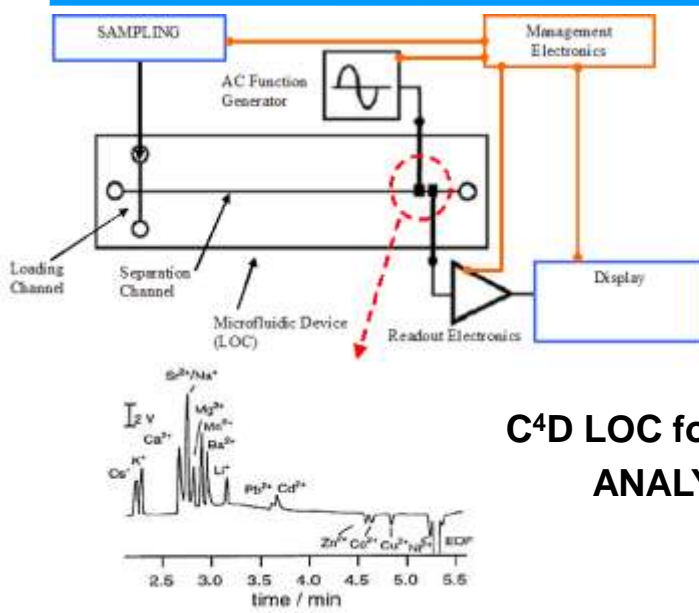 SAMPLING
Management
Electronics
AC Function
Generator
Loading
Channel
Separation
Channel
Microfluidic Device
(LOC)
Readout Electronics
Display
Sr²⁺/Na⁺
2 V
Mg²⁺
Mn²⁺
Ca²⁺
Ba²⁺
K⁺
Cs⁺
Li⁺
Pb²⁺ Cd²⁺
Zn²⁺ Co²⁺ Cu²⁺ Ni²⁺ EOF
2.5 3.0 3.5 4.0 4.5 5.0 5.5
time / min
C⁴D LOC fo
ANALY